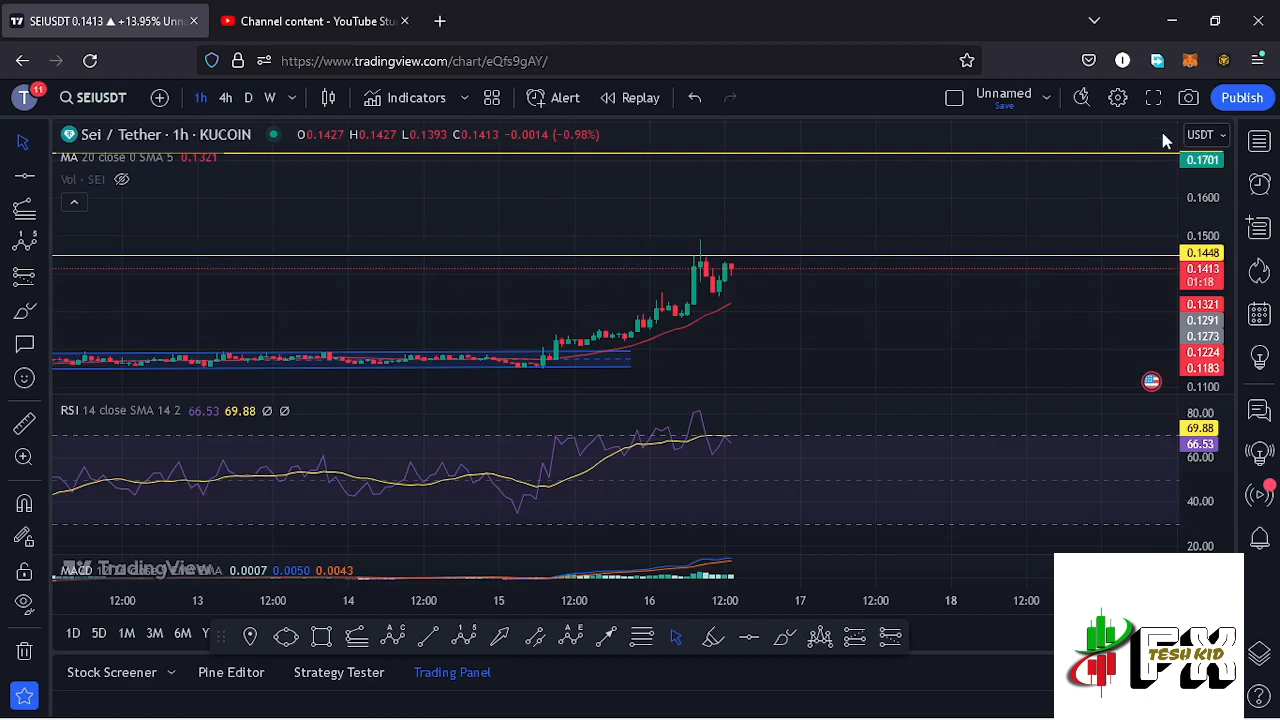 SEIUSDT 0.1413 ▲ +13.95% Unna
Channel content - YouTube Stu
https://www.tradingview.com/chart/eQfs9gAY/
T
11
SEIUSDT
1h
4h
D
W
Indicators
Alert
Replay
Unnamed
Save
Publish
Sei / Tether · 1h · KUCOIN
O0.1427 H0.1427 L0.1393 C0.1413 -0.0014 (-0.98%)
USDT
MA 20 close 0 SMA 5 0.1321
0.1701
Vol · SEI
0.1600
0.1500
0.1448
0.1413
01:18
0.1321
0.1291
0.1273
0.1224
0.1183
0.1100
RSI 14 close SMA 14 2 66.53 69.88 ∅ ∅
80.00
69.88
66.53
60.00
40.00
20.00
MACD
TradingView
0.0007 0.0050 0.0043
12:00 13 12:00 14 12:00 15 12:00 16 12:00 17 12:00 18 12:00
1D 5D 1M 3M 6M Y
Stock Screener
Pine Editor
Strategy Tester
Trading Panel
FX
TESH KID